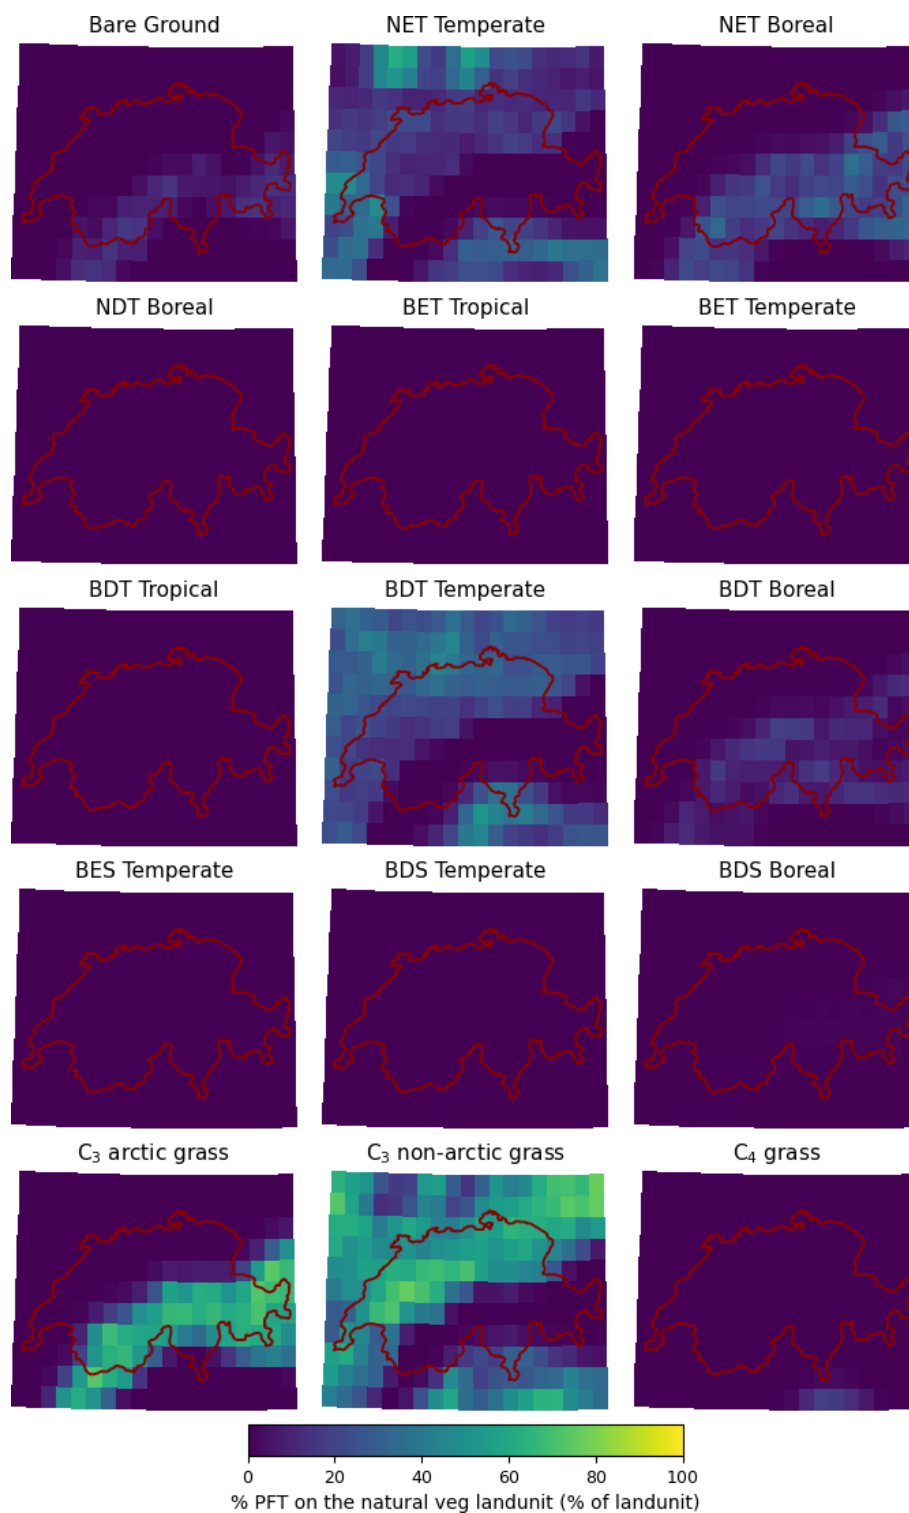 Bare Ground
NET Temperate
NET Boreal
NDT Boreal
BET Tropical
BET Temperate
BDT Tropical
BDT Temperate
BDT Boreal
BES Temperate
BDS Temperate
BDS Boreal
C₃ arctic grass
C₃ non-arctic grass
C₄ grass
0 20 40 60 80 100
% PFT on the natural veg landunit (% of landunit)